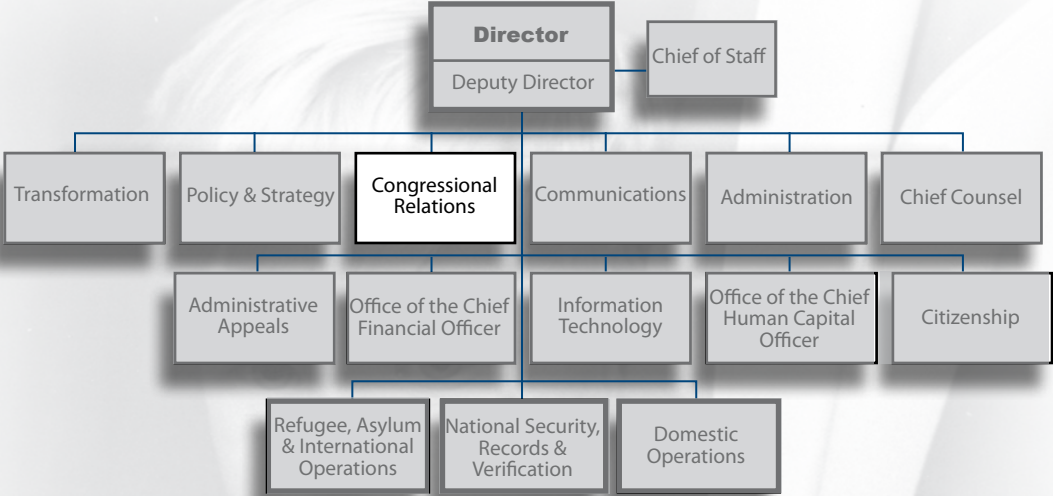 Director
Deputy Director
Chief of Staff
Transformation
Policy & Strategy
Congressional
Relations
Communications
Administration
Chief Counsel
Administrative
Appeals
Office of the Chief
Financial Officer
Information
Technology
Office of the Chief
Human Capital
Officer
Citizenship
Refugee, Asylum
& International
Operations
National Security,
Records &
Verification
Domestic
Operations